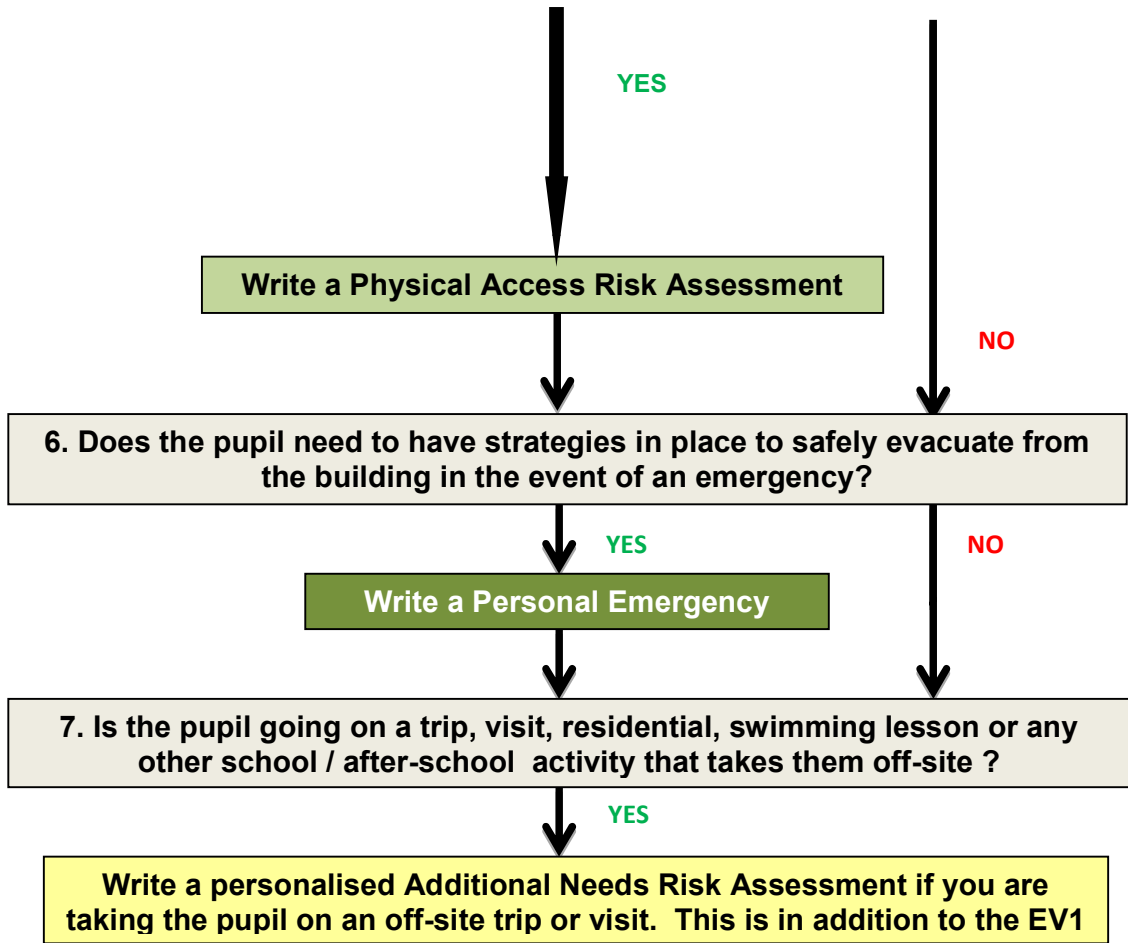 YES
Write a Physical Access Risk Assessment
NO
6. Does the pupil need to have strategies in place to safely evacuate from
the building in the event of an emergency?
YES
NO
Write a Personal Emergency
7. Is the pupil going on a trip, visit, residential, swimming lesson or any
other school / after-school activity that takes them off-site ?
YES
Write a personalised Additional Needs Risk Assessment if you are
taking the pupil on an off-site trip or visit. This is in addition to the EV1